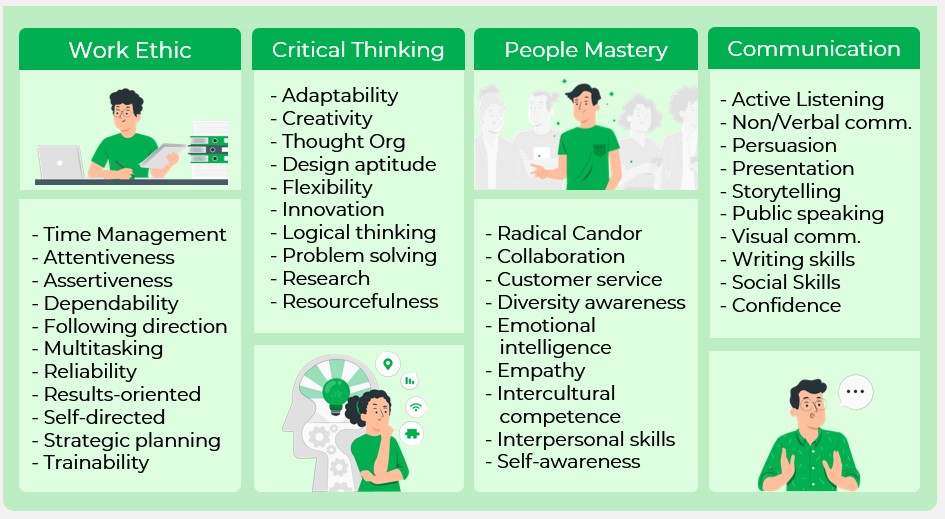 Work Ethic
- Time Management
- Attentiveness
- Assertiveness
- Dependability
- Following direction
- Multitasking
- Reliability
- Results-oriented
- Self-directed
- Strategic planning
- Trainability
Critical Thinking
- Adaptability
- Creativity
- Thought Org
- Design aptitude
- Flexibility
- Innovation
- Logical thinking
- Problem solving
- Research
- Resourcefulness
People Mastery
- Radical Candor
- Collaboration
- Customer service
- Diversity awareness
- Emotional
intelligence
- Empathy
- Intercultural
competence
- Interpersonal skills
- Self-awareness
Communication
- Active Listening
- Non/Verbal comm.
- Persuasion
- Presentation
- Storytelling
- Public speaking
- Visual comm.
- Writing skills
- Social Skills
- Confidence